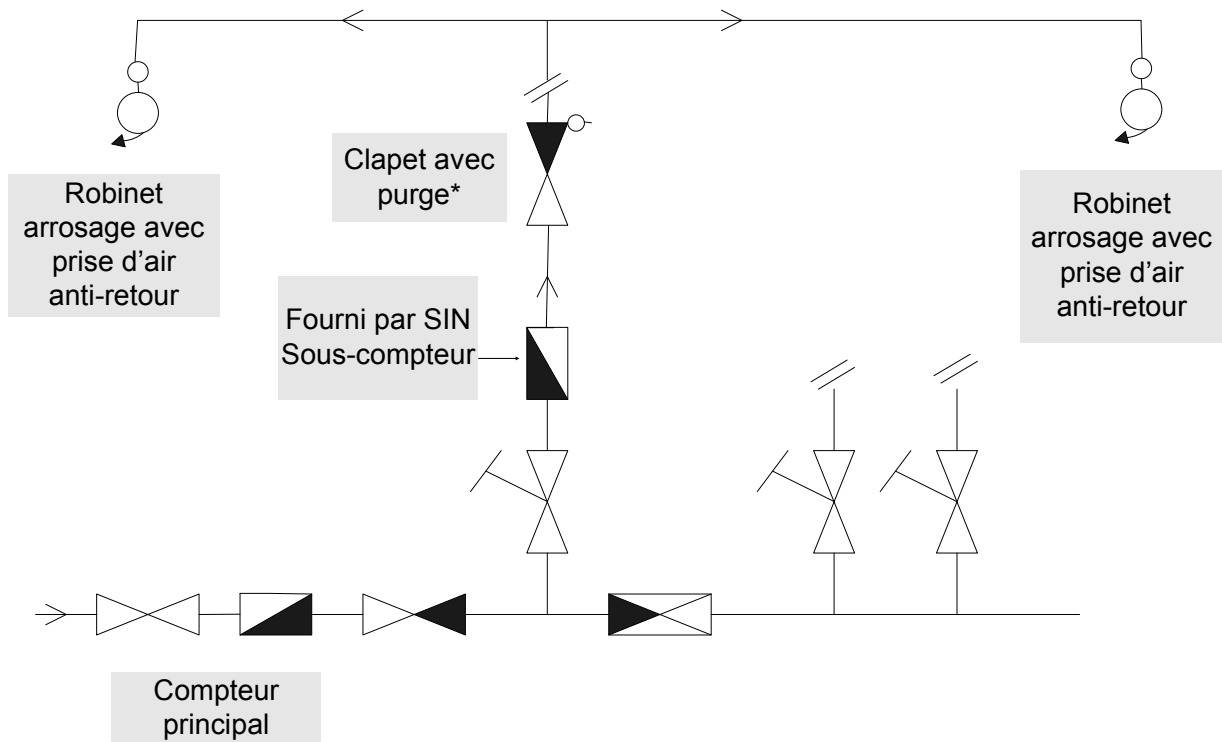 Clapet avec
purge*
Robinet
arrosage avec
prise d’air
anti-retour
Robinet
arrosage avec
prise d’air
anti-retour
Fourni par SIN
Sous-compteur
Compteur
principal